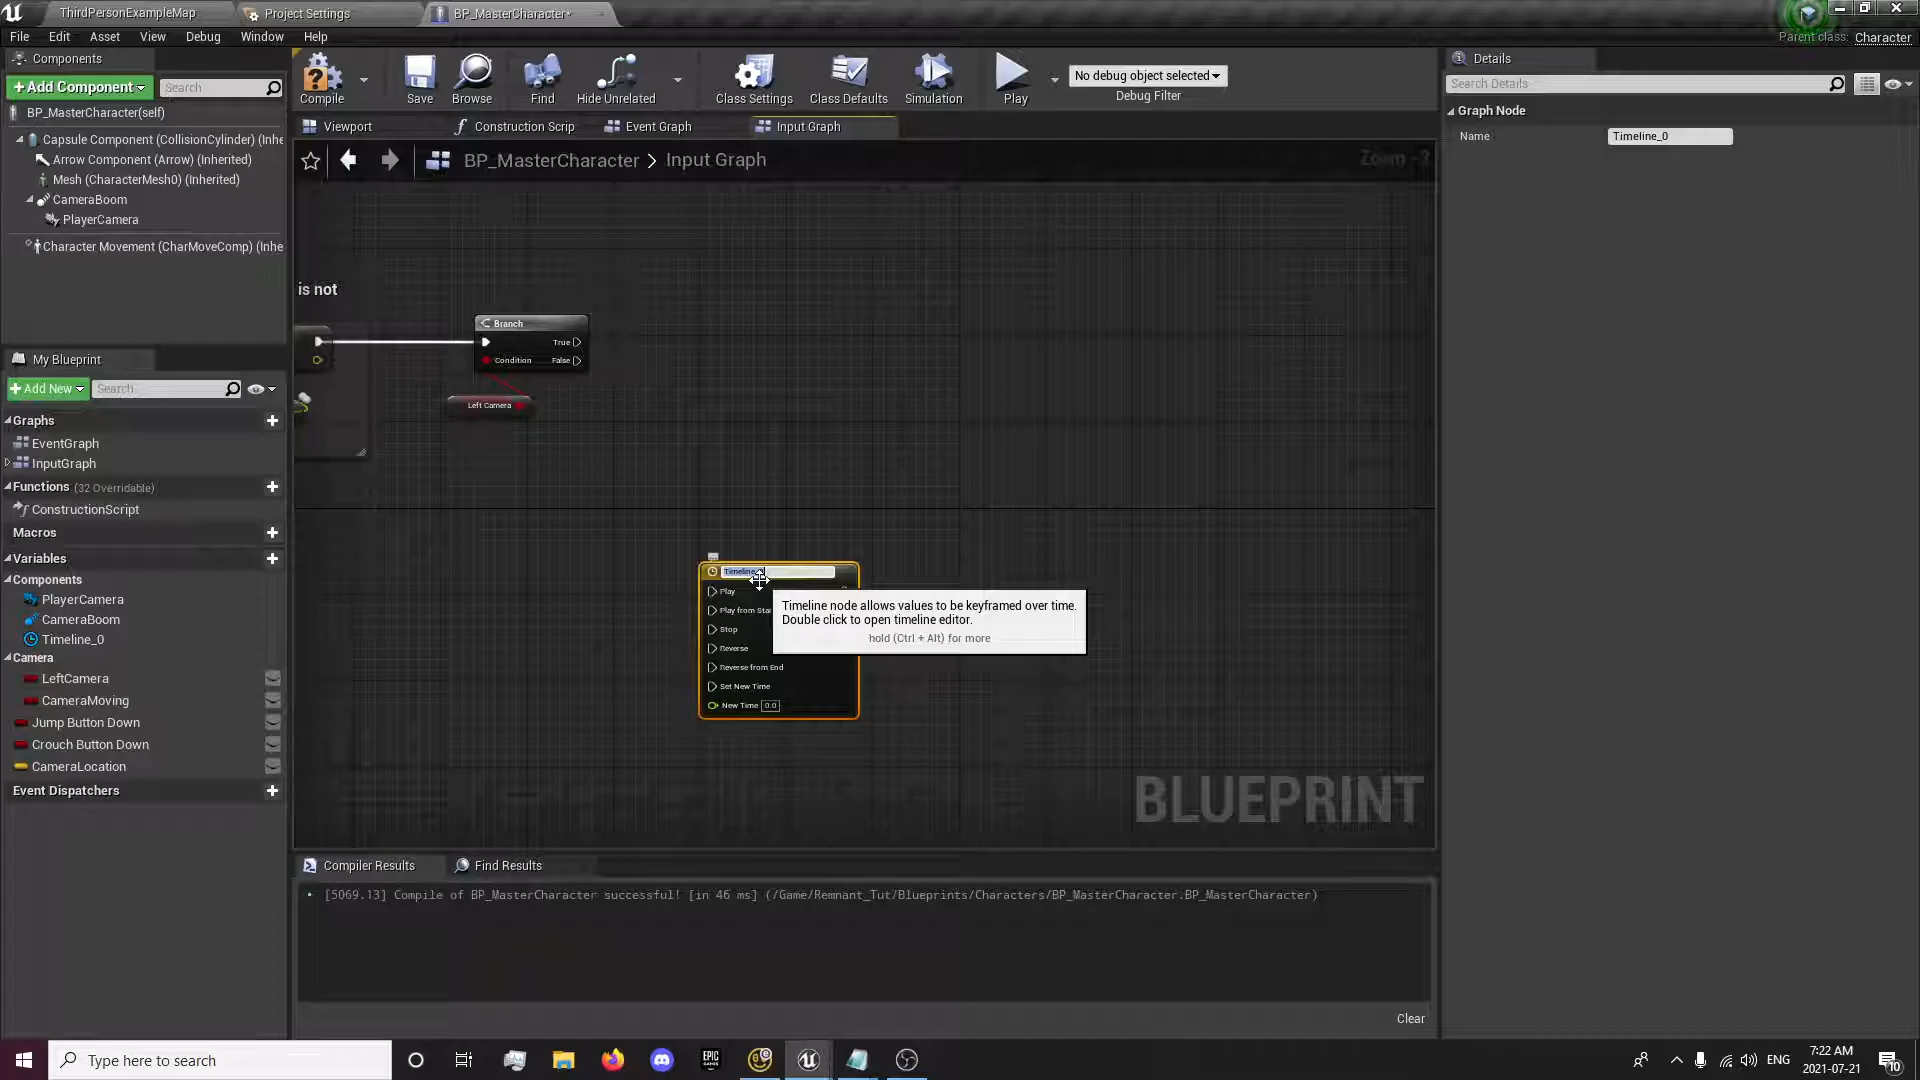 ThirdPersonExampleMap
Project Settings
BP_MasterCharacter*
File Edit Asset View Debug Window Help
Parent class: Character
Components
+Add Component
Search
BP_MasterCharacter(self)
Capsule Component (CollisionCylinder) (Inhe
Arrow Component (Arrow) (Inherited)
Mesh (CharacterMesh0) (Inherited)
CameraBoom
PlayerCamera
Character Movement (CharMoveComp) (Inhe
My Blueprint
+Add New
Search
Graphs
EventGraph
InputGraph
Functions (32 Overridable)
ConstructionScript
Macros
Variables
Components
PlayerCamera
CameraBoom
Timeline_0
Camera
LeftCamera
CameraMoving
Jump Button Down
Crouch Button Down
CameraLocation
Event Dispatchers
Compile
Save
Browse
Find
Hide Unrelated
Class Settings
Class Defaults
Simulation
Play
No debug object selected
Debug Filter
Viewport
Construction Scrip
Event Graph
Input Graph
BP_MasterCharacter > Input Graph
Zoom -3
is not
Branch
True
Condition False
Left Camera
Play
Play from Star
Stop
Reverse
Reverse from End
Set New Time
New Time 0.0
Timeline node allows values to be keyframed over time.
Double click to open timeline editor.
hold (Ctrl + Alt) for more
BLUEPRINT
Compiler Results
Find Results
[5069.13] Compile of BP_MasterCharacter successful! [in 46 ms] (/Game/Remnant_Tut/Blueprints/Characters/BP_MasterCharacter.BP_MasterCharacter)
Clear
Details
Search Details
Graph Node
Name Timeline_0
Type here to search
EPIC GAMES
ENG
7:22 AM
2021-07-21
10